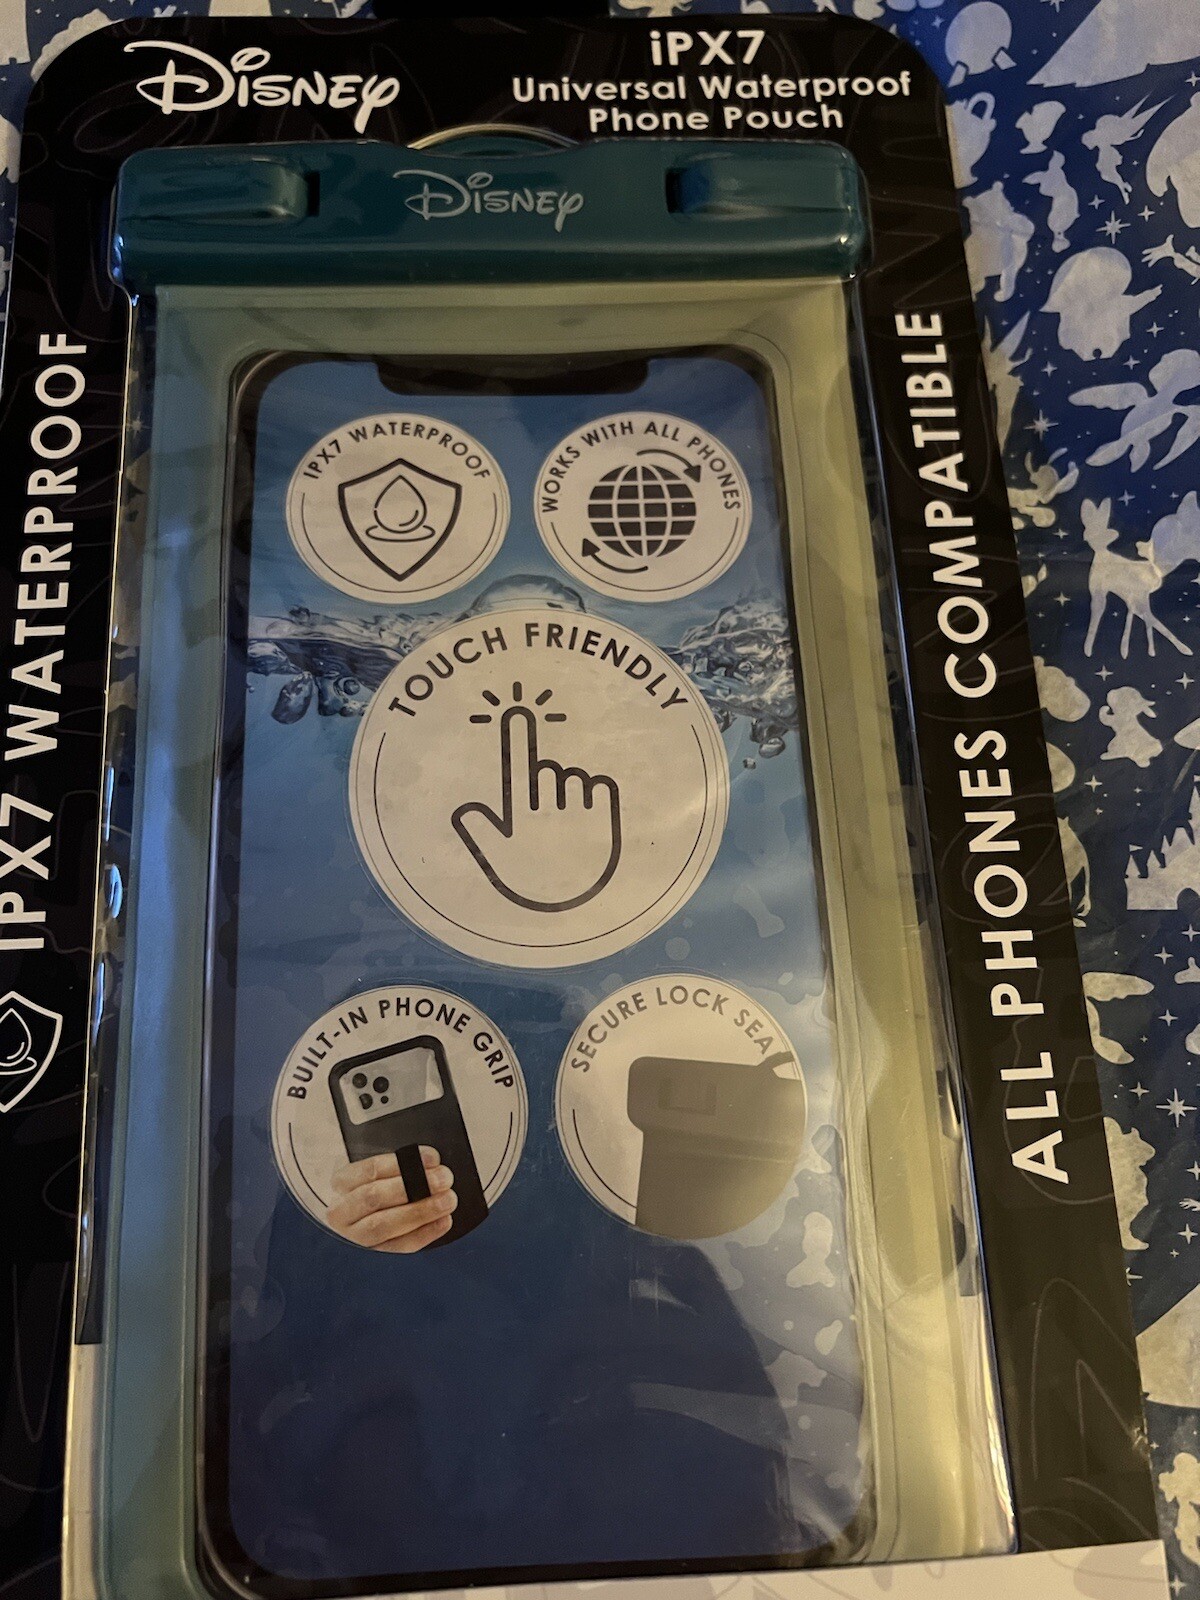 Disney
iPX7
Universal Waterproof
Phone Pouch
Disney
IPX7 WATERPROOF
ALL PHONES COMPATIBLE
IPX7 WATERPROOF
WORKS WITH ALL PHONES
TOUCH FRIENDLY
BUILT-IN PHONE GRIP
SECURE LOCK SEA